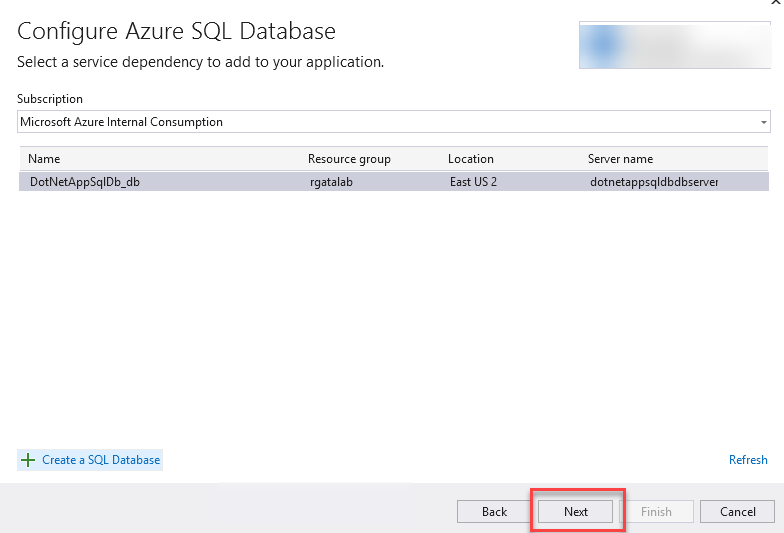 Configure Azure SQL Database
Select a service dependency to add to your application.
Subscription
Microsoft Azure Internal Consumption
Name Resource group Location Server name
DotNetAppSqlDb_db rgatalab East US 2 dotnetappsqldbdbserver
Create a SQL Database Refresh
Back Next Finish Cancel